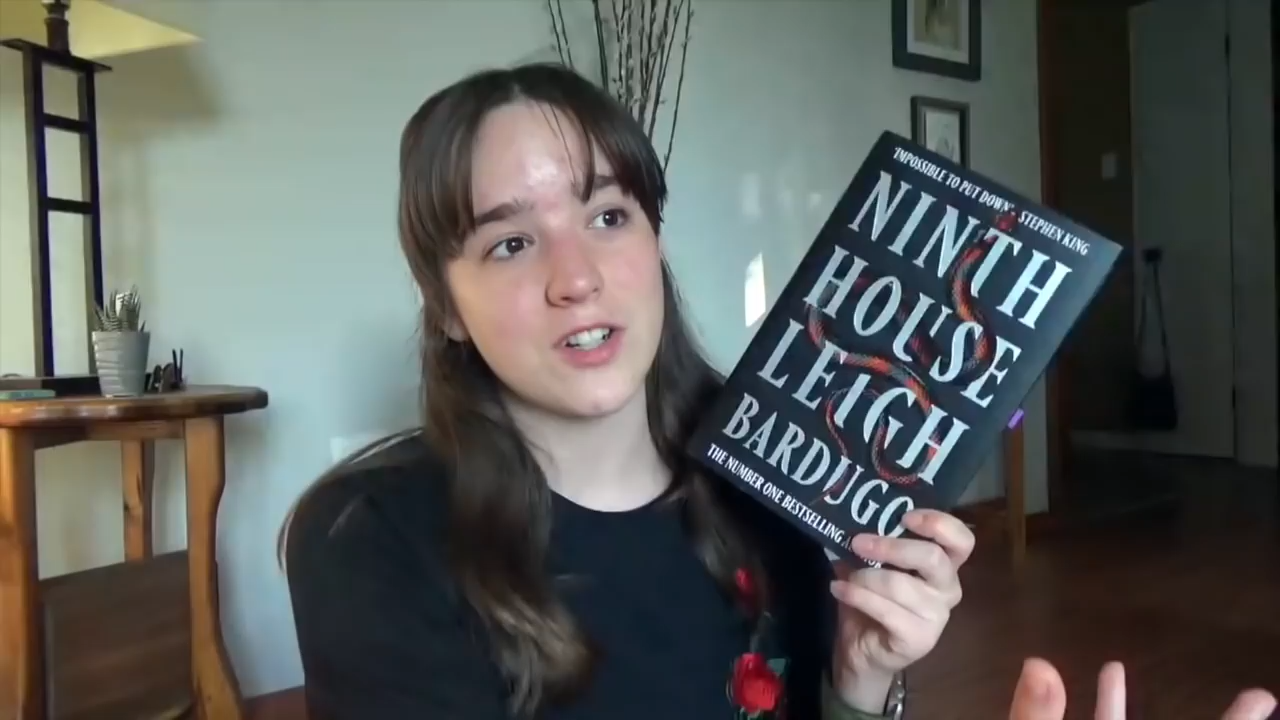 'IMPOSSIBLE TO PUT DOWN' - STEPHEN KING
NINTH
HOUSE
LEIGH
BARDUGO
THE NUMBER ONE BESTSELLING